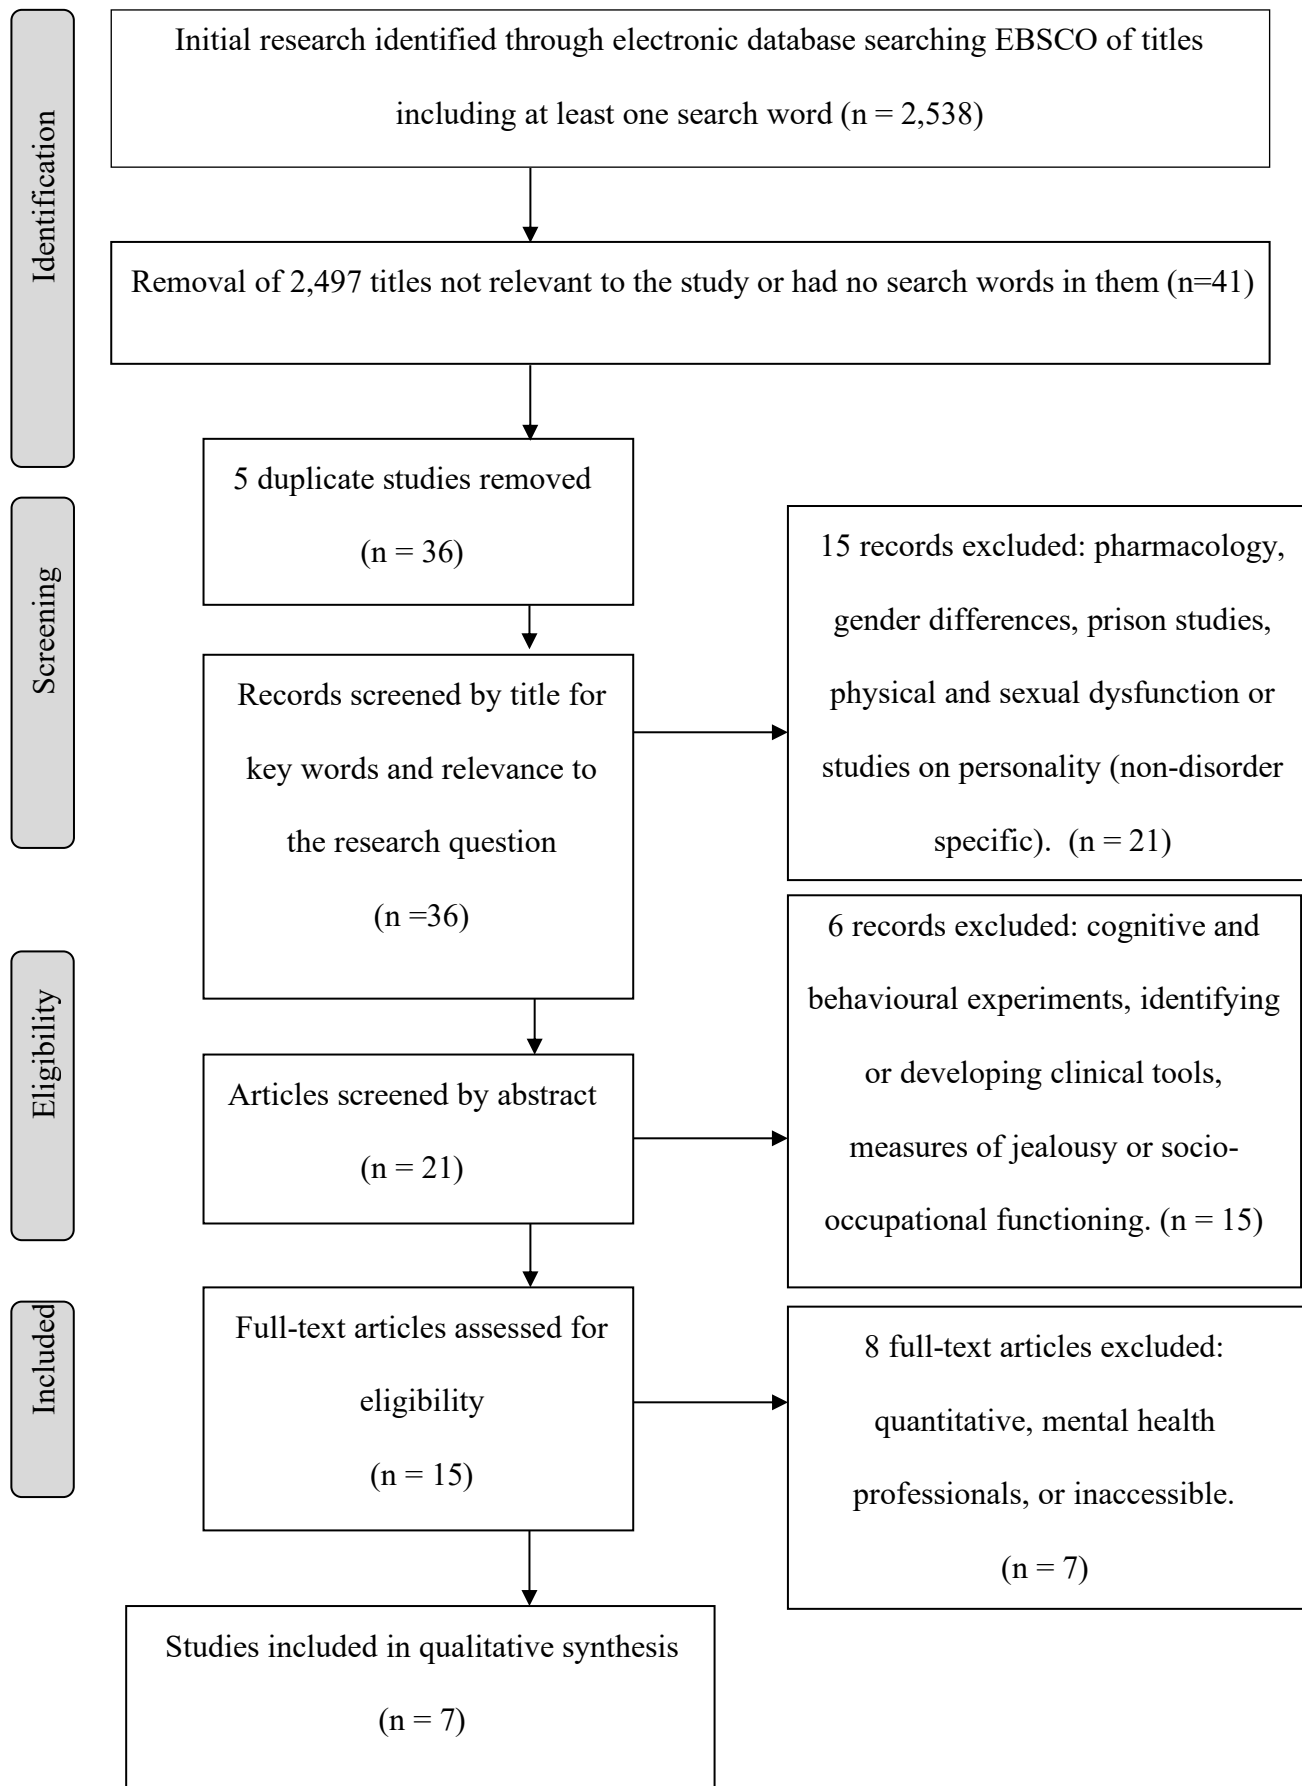 Identification
Initial research identified through electronic database searching EBSCO of titles
including at least one search word (n = 2,538)
Removal of 2,497 titles not relevant to the study or had no search words in them (n=41)
5 duplicate studies removed
(n = 36)
Screening
Records screened by title for
key words and relevance to
the research question
(n =36)
15 records excluded: pharmacology,
gender differences, prison studies,
physical and sexual dysfunction or
studies on personality (non-disorder
specific).  (n = 21)
Eligibility
Articles screened by abstract
(n = 21)
6 records excluded: cognitive and
behavioural experiments, identifying
or developing clinical tools,
measures of jealousy or socio-
occupational functioning. (n = 15)
Included
Full-text articles assessed for
eligibility
(n = 15)
8 full-text articles excluded:
quantitative, mental health
professionals, or inaccessible.
(n = 7)
Studies included in qualitative synthesis
(n = 7)